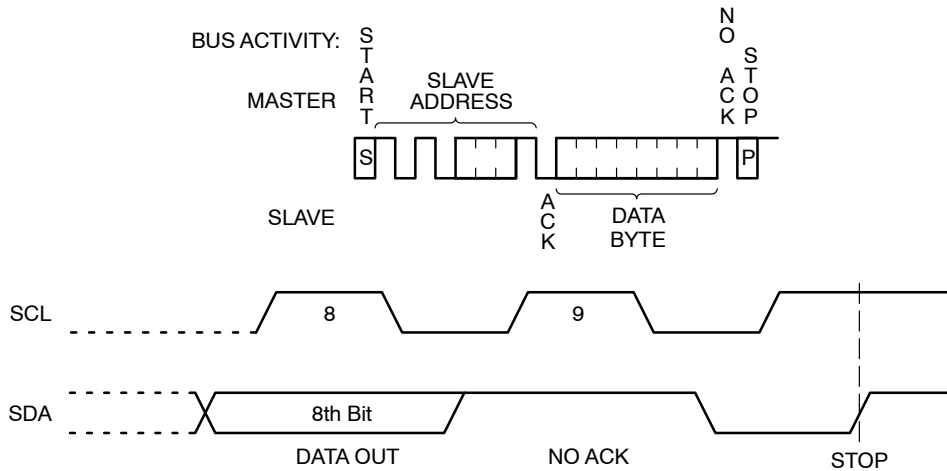 BUS ACTIVITY:
MASTER
START
SLAVE
ADDRESS
NO ACK
STOP
S
P
SLAVE
ACK
DATA
BYTE
SCL
8
9
SDA
8th Bit
DATA OUT
NO ACK
STOP